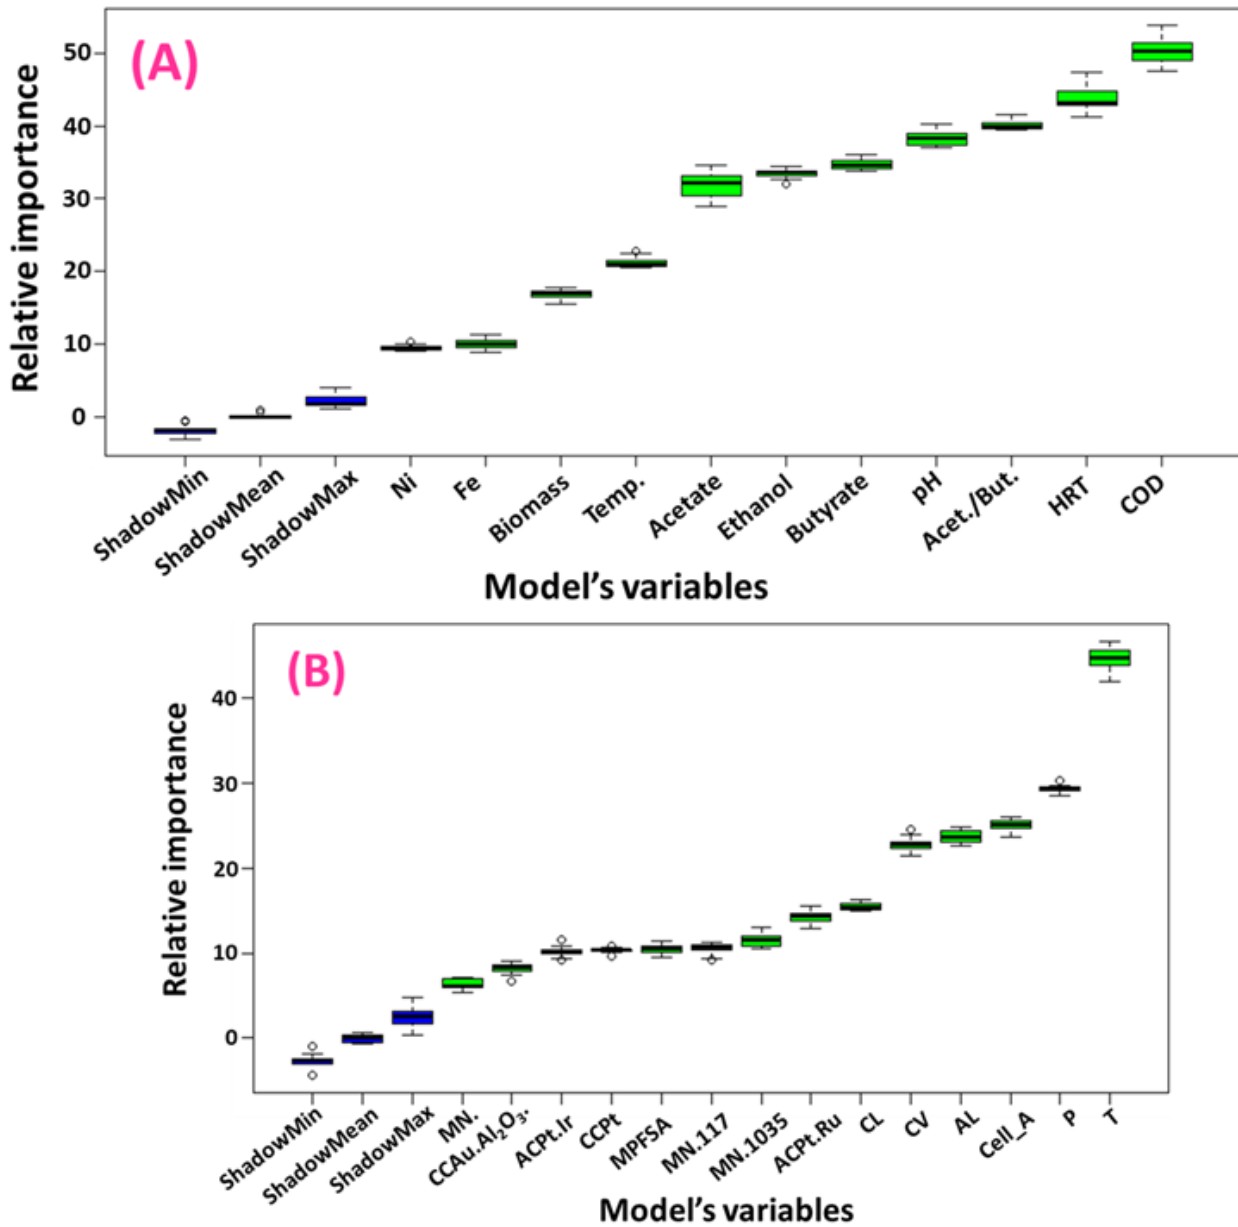 (A)
Relative importance
50
40
30
20
10
0
ShadowMin
ShadowMean
ShadowMax
Ni
Fe
Biomass
Temp.
Acetate
Ethanol
Butyrate
pH
Acet./But.
HRT
COD
Model's variables
(B)
Relative importance
40
30
20
10
0
ShadowMin
ShadowMean
ShadowMax
MN.
CCAu.Al₂O₃.
ACPt.Ir
CCPt
MPFSA
MN.117
MN.1035
ACPt.Ru
CL
CV
AL
Cell_A
P
T
Model's variables